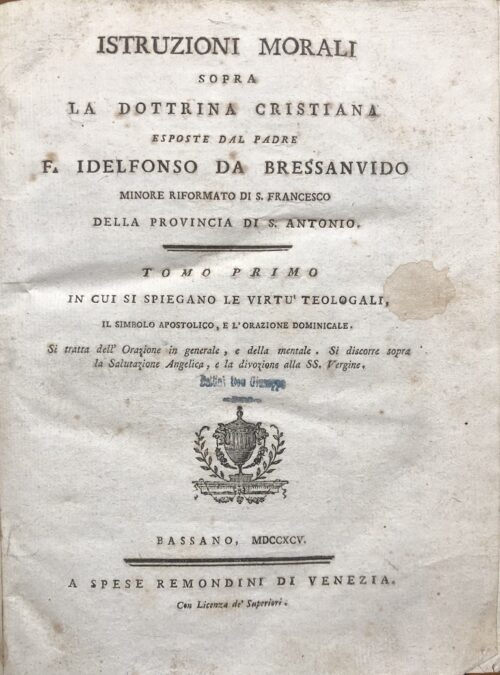 ISTRUZIONI MORALI
SOPRA
LA DOTTRINA CRISTIANA
ESPOSTE DAL PADRE
F. IDELFONSO DA BRESSANVIDO
MINORE RIFORMATO DI S. FRANCESCO
DELLA PROVINCIA DI S. ANTONIO.
TOMO PRIMO
IN CUI SI SPIEGANO LE VIRTU' TEOLOGALI,
IL SIMBOLO APOSTOLICO, E L'ORAZIONE DOMINICALE.
Si tratta dell' Orazione in generale, e della mentale. Si discorre sopra
la Salutazione Angelica, e la divozione alla SS. Vergine.
Don Giuseppe
BASSANO, MDCCXCV.
A SPESE REMONDINI DI VENEZIA.
Con Licenza de' Superiori.